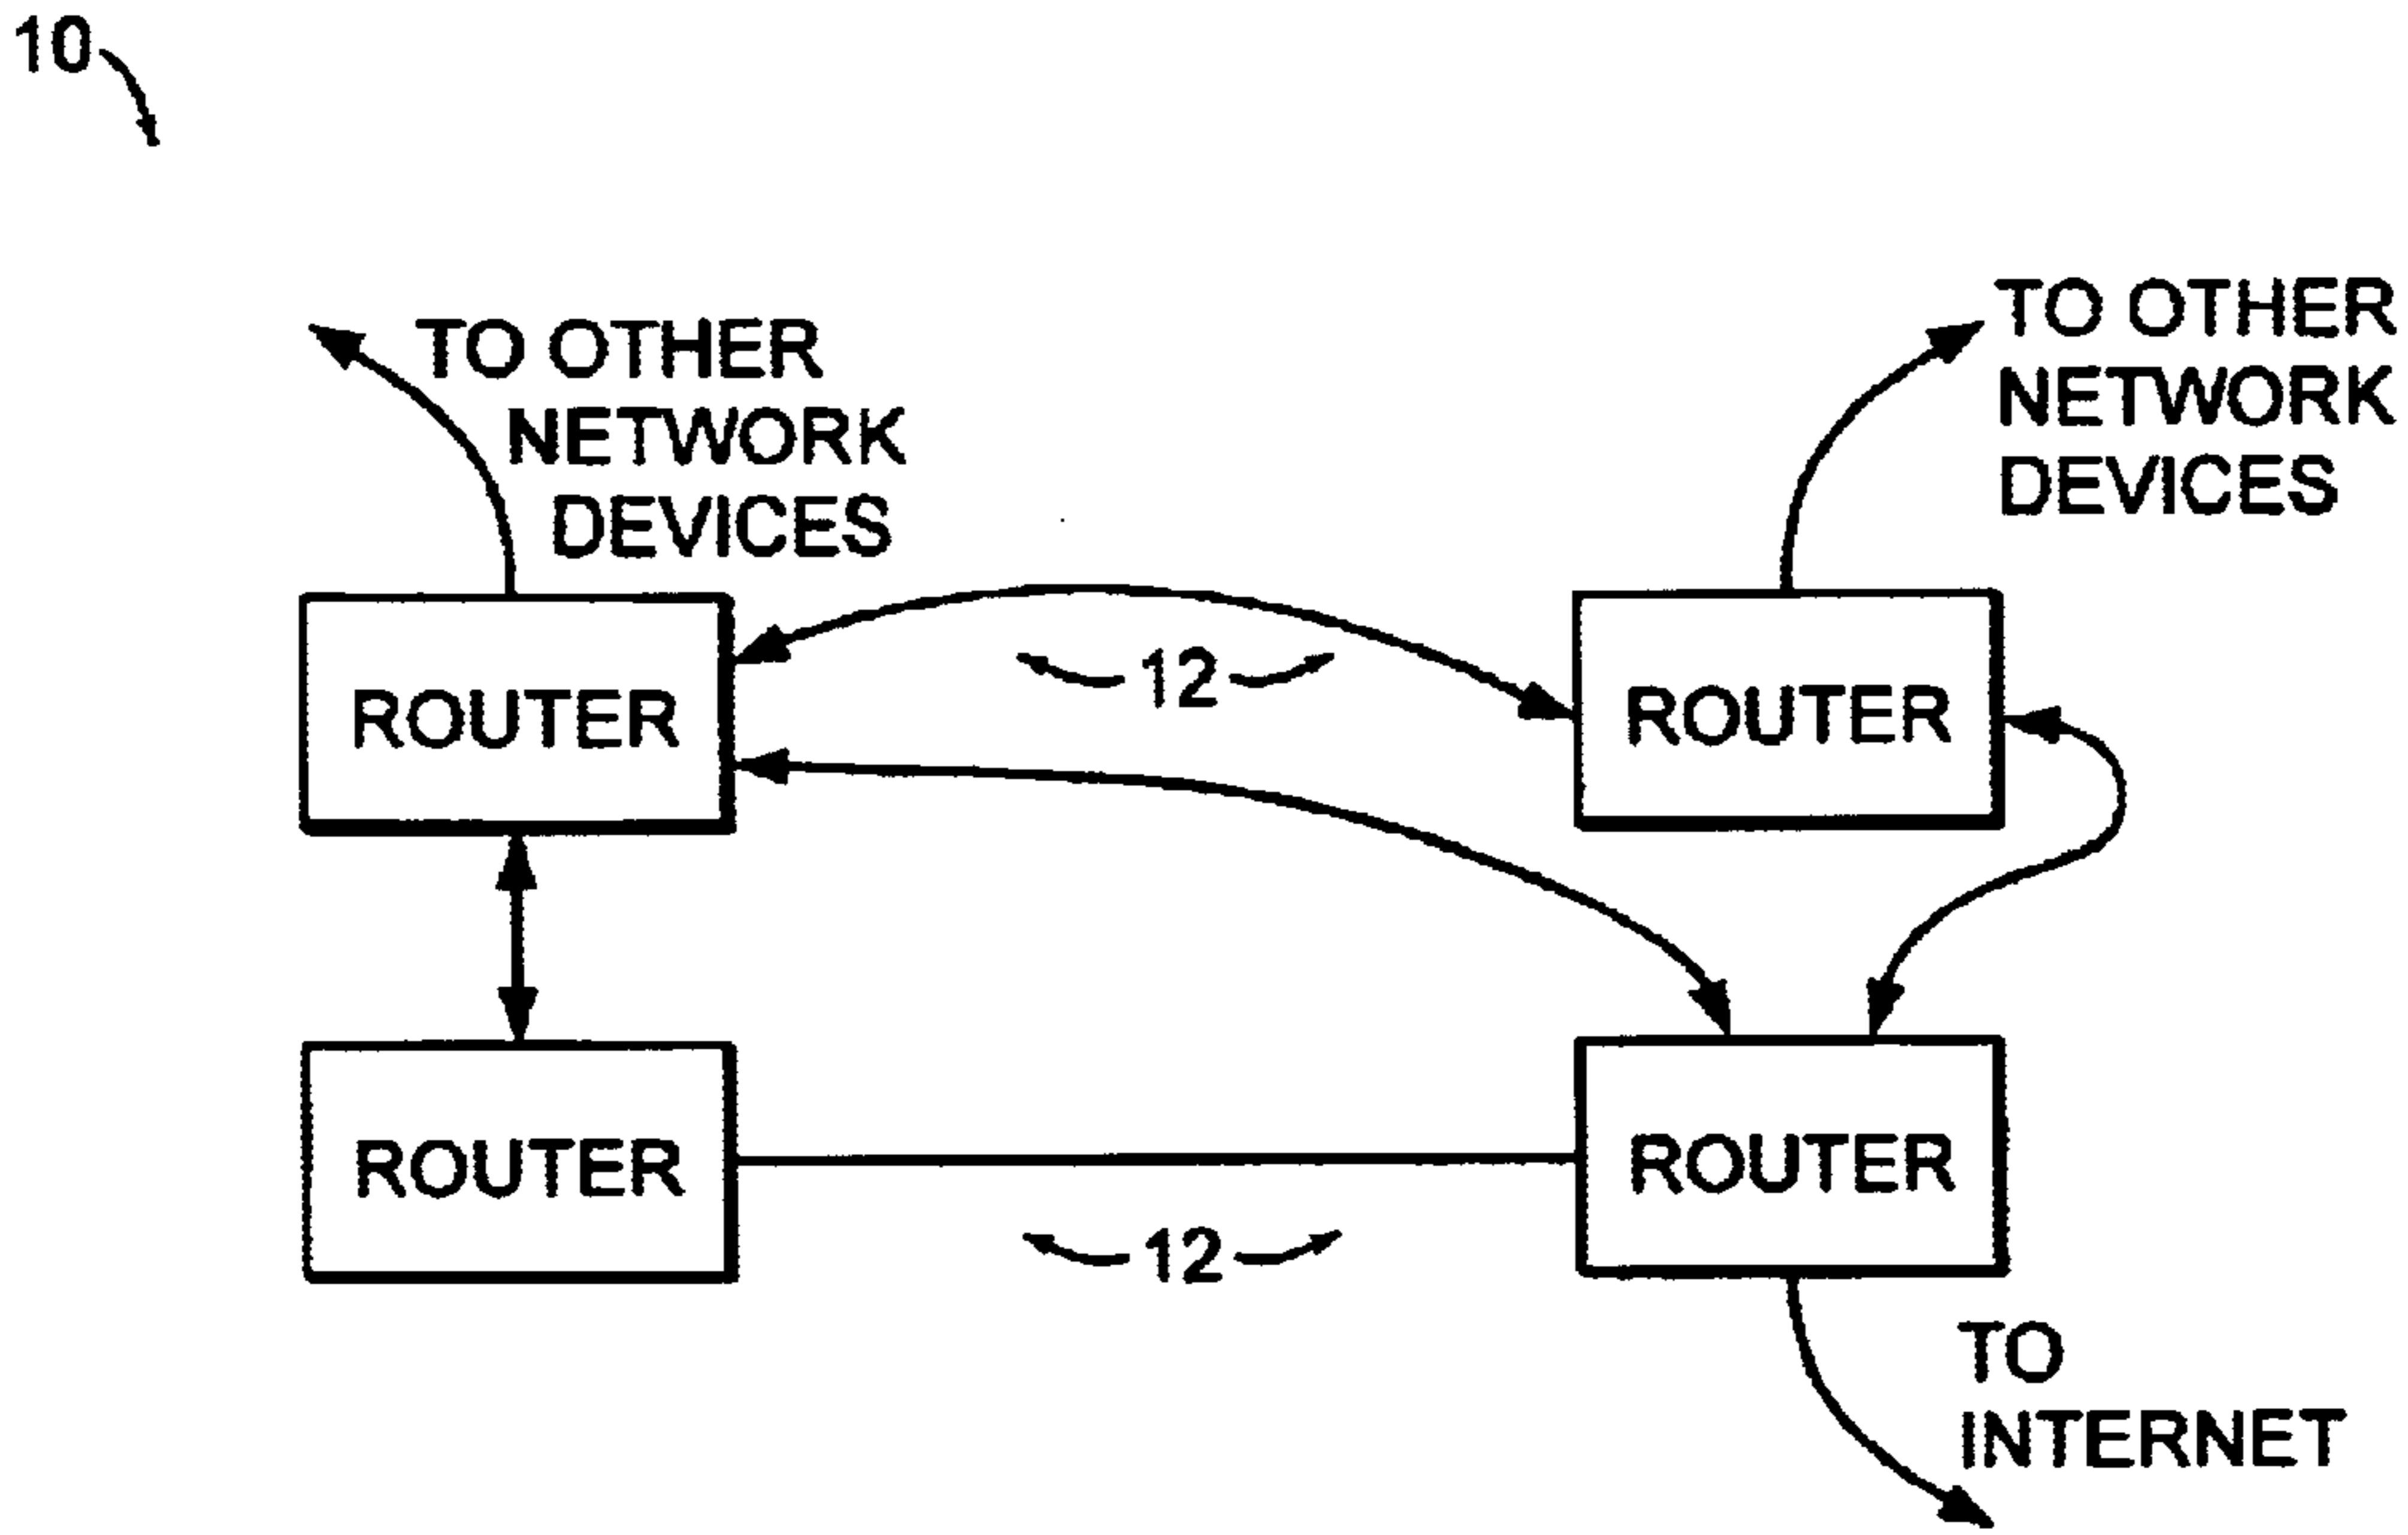 10
TO OTHER
NETWORK
DEVICES
TO OTHER
NETWORK
DEVICES
12
ROUTER
ROUTER
ROUTER
ROUTER
12
TO
INTERNET